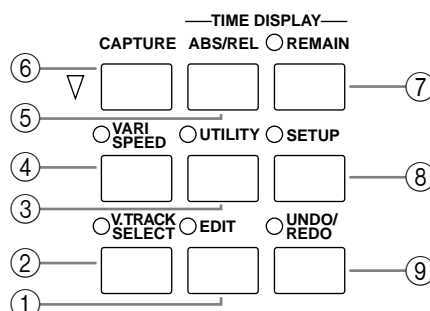 TIME DISPLAY
CAPTURE ABS/REL REMAIN
6
7
5
VARI SPEED UTILITY SETUP
4
8
3
V.TRACK SELECT EDIT UNDO/ REDO
2
9
1